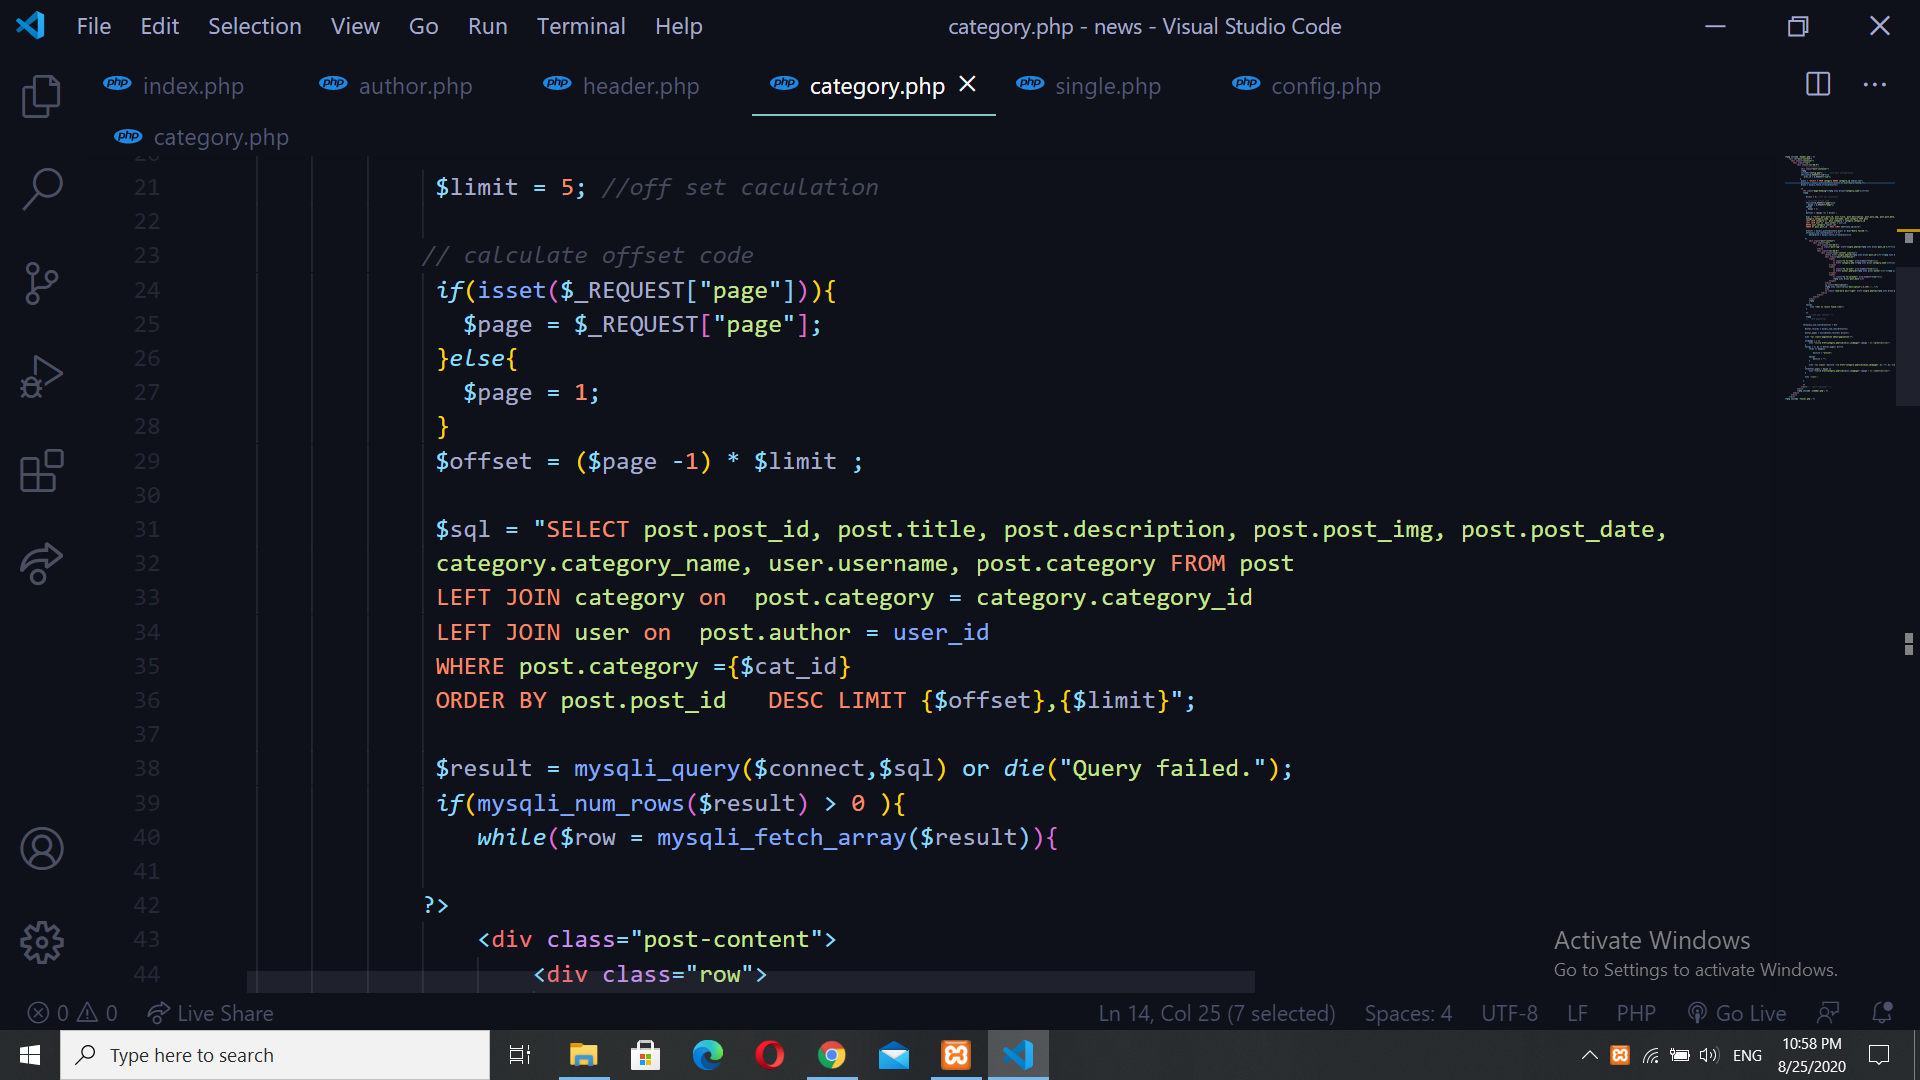 File Edit Selection View Go Run Terminal Help category.php - news - Visual Studio Code
php index.php php author.php php header.php php category.php php single.php php config.php
php category.php
21 $limit = 5; //off set caculation
22
23 // calculate offset code
24 if(isset($_REQUEST["page"])){
25 $page = $_REQUEST["page"];
26 }else{
27 $page = 1;
28 }
29 $offset = ($page -1) * $limit ;
30
31 $sql = "SELECT post.post_id, post.title, post.description, post.post_img, post.post_date,
32 category.category_name, user.username, post.category FROM post
33 LEFT JOIN category on  post.category = category.category_id
34 LEFT JOIN user on  post.author = user_id
35 WHERE post.category ={$cat_id}
36 ORDER BY post.post_id   DESC LIMIT {$offset},{$limit}";
37
38 $result = mysqli_query($connect,$sql) or die("Query failed.");
39 if(mysqli_num_rows($result) > 0 ){
40 while($row = mysqli_fetch_array($result)){
41
42 ?>
43 <div class="post-content">
44 <div class="row">
Activate Windows
Go to Settings to activate Windows.
0 0 Live Share Ln 14, Col 25 (7 selected) Spaces: 4 UTF-8 LF PHP Go Live
Type here to search ENG 10:58 PM
8/25/2020